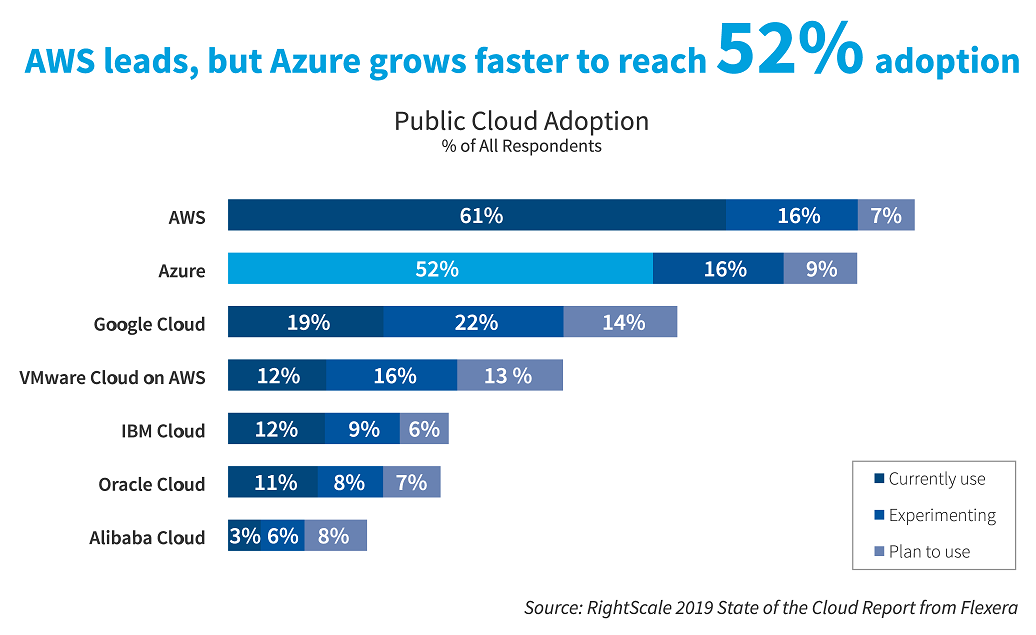 AWS leads, but Azure grows faster to reach 52% adoption
Public Cloud Adoption
% of All Respondents
AWS 61% 16% 7%
Azure 52% 16% 9%
Google Cloud 19% 22% 14%
VMware Cloud on AWS 12% 16% 13 %
IBM Cloud 12% 9% 6%
Oracle Cloud 11% 8% 7%
Alibaba Cloud 3% 6% 8%
Currently use
Experimenting
Plan to use
Source: RightScale 2019 State of the Cloud Report from Flexera